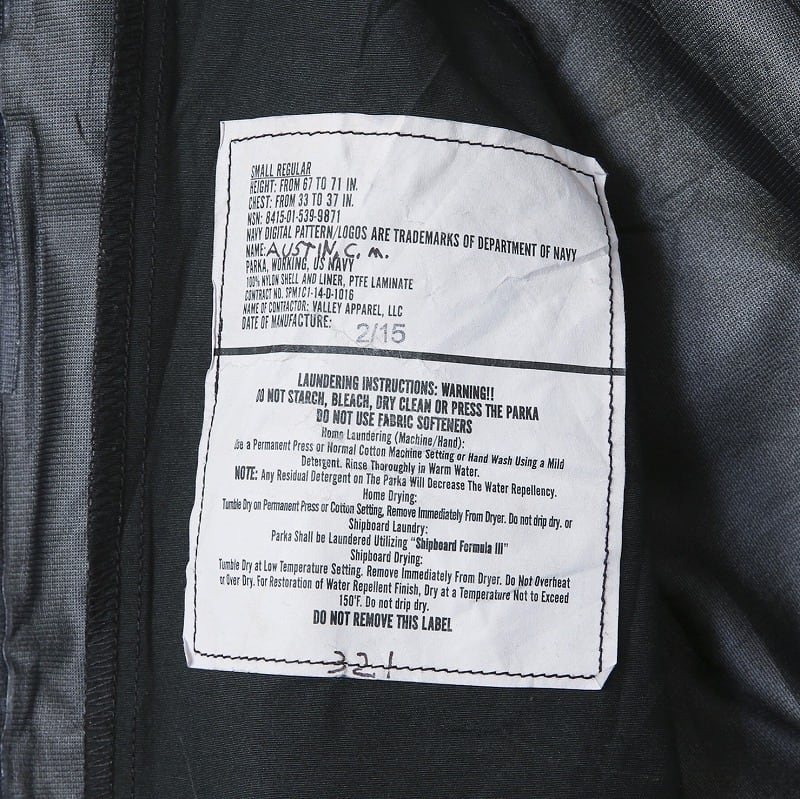 SMALL REGULAR
HEIGHT: FROM 67 TO 71 IN.
CHEST: FROM 33 TO 37 IN.
NSN: 8415-01-539-9871
NAVY DIGITAL PATTERN/LOGOS ARE TRADEMARKS OF DEPARTMENT OF NAVY
NAME: AUSTIN, C. M.
PARKA, WORKING, US NAVY
100% NYLON SHELL AND LINER, PTFE LAMINATE
CONTRACT NO. SPM1C1-14-D-1016
NAME OF CONTRACTOR: VALLEY APPAREL, LLC
DATE OF MANUFACTURE: 2/15
LAUNDERING INSTRUCTIONS: WARNING!!
DO NOT STARCH, BLEACH, DRY CLEAN OR PRESS THE PARKA
DO NOT USE FABRIC SOFTENERS
Home Laundering (Machine/Hand):
Use a Permanent Press or Normal Cotton Machine Setting or Hand Wash Using a Mild
Detergent. Rinse Thoroughly in Warm Water.
NOTE: Any Residual Detergent on The Parka Will Decrease The Water Repellency.
Home Drying:
Tumble Dry on Permanent Press or Cotton Setting, Remove Immediately From Dryer. Do not drip dry. or
Shipboard Laundry:
Parka Shall be Laundered Utilizing "Shipboard Formula III"
Shipboard Drying:
Tumble Dry at Low Temperature Setting. Remove Immediately From Dryer. Do Not Overheat
or Over Dry. For Restoration of Water Repellent Finish, Dry at a Temperature Not to Exceed
150°F. Do not drip dry.
DO NOT REMOVE THIS LABEL
321